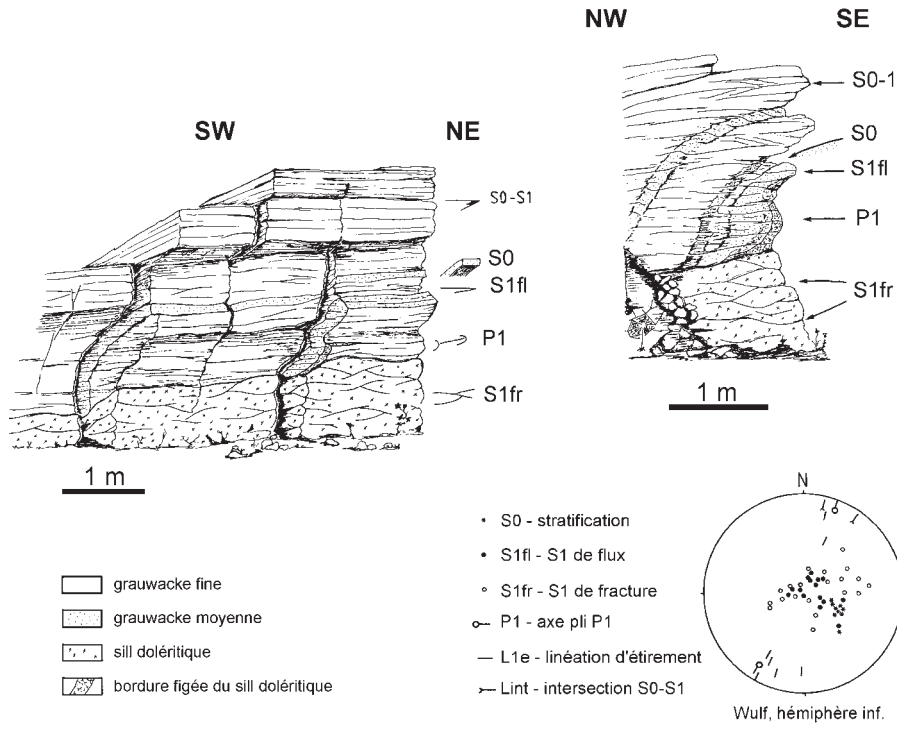 NW SE
S0-1
S0
S1fl
P1
S1fr
1 m
SW NE
S0-S1
S0
S1fl
P1
S1fr
1 m
grauwacke fine
grauwacke moyenne
sill doléritique
bordure figée du sill doléritique
S0 - stratification
S1fl - S1 de flux
S1fr - S1 de fracture
P1 - axe pli P1
L1e - linéation d'étirement
Lint - intersection S0-S1
N
Wulf, hémiphère inf.